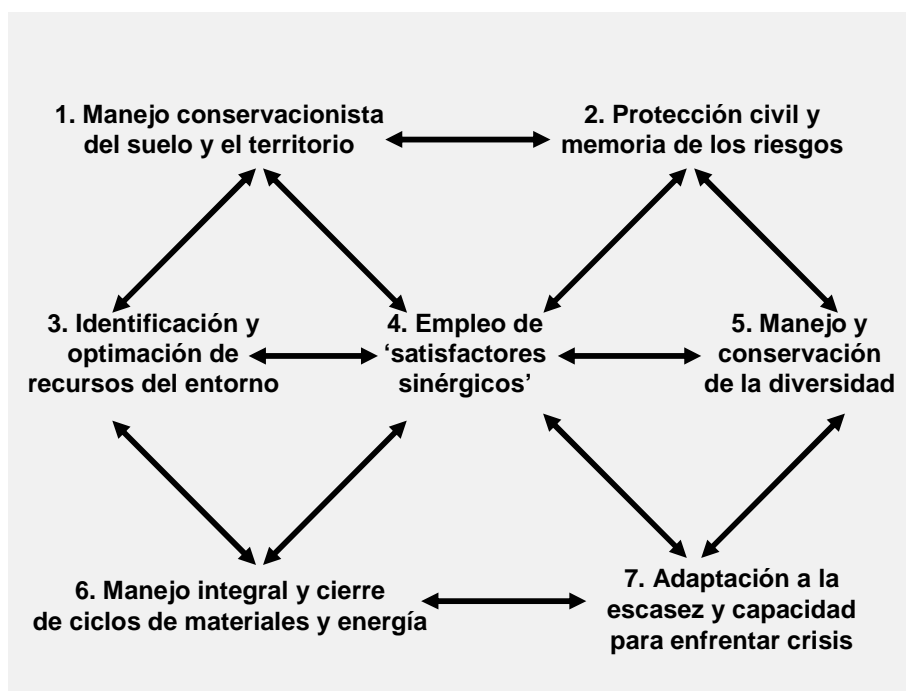 1. Manejo conservacionista
del suelo y el territorio
2. Protección civil y
memoria de los riesgos
3. Identificación y
optimación de
recursos del entorno
4. Empleo de
‘satisfactores
sinérgicos’
5. Manejo y
conservación
de la diversidad
6. Manejo integral y cierre
de ciclos de materiales y energía
7. Adaptación a la
escasez y capacidad
para enfrentar crisis